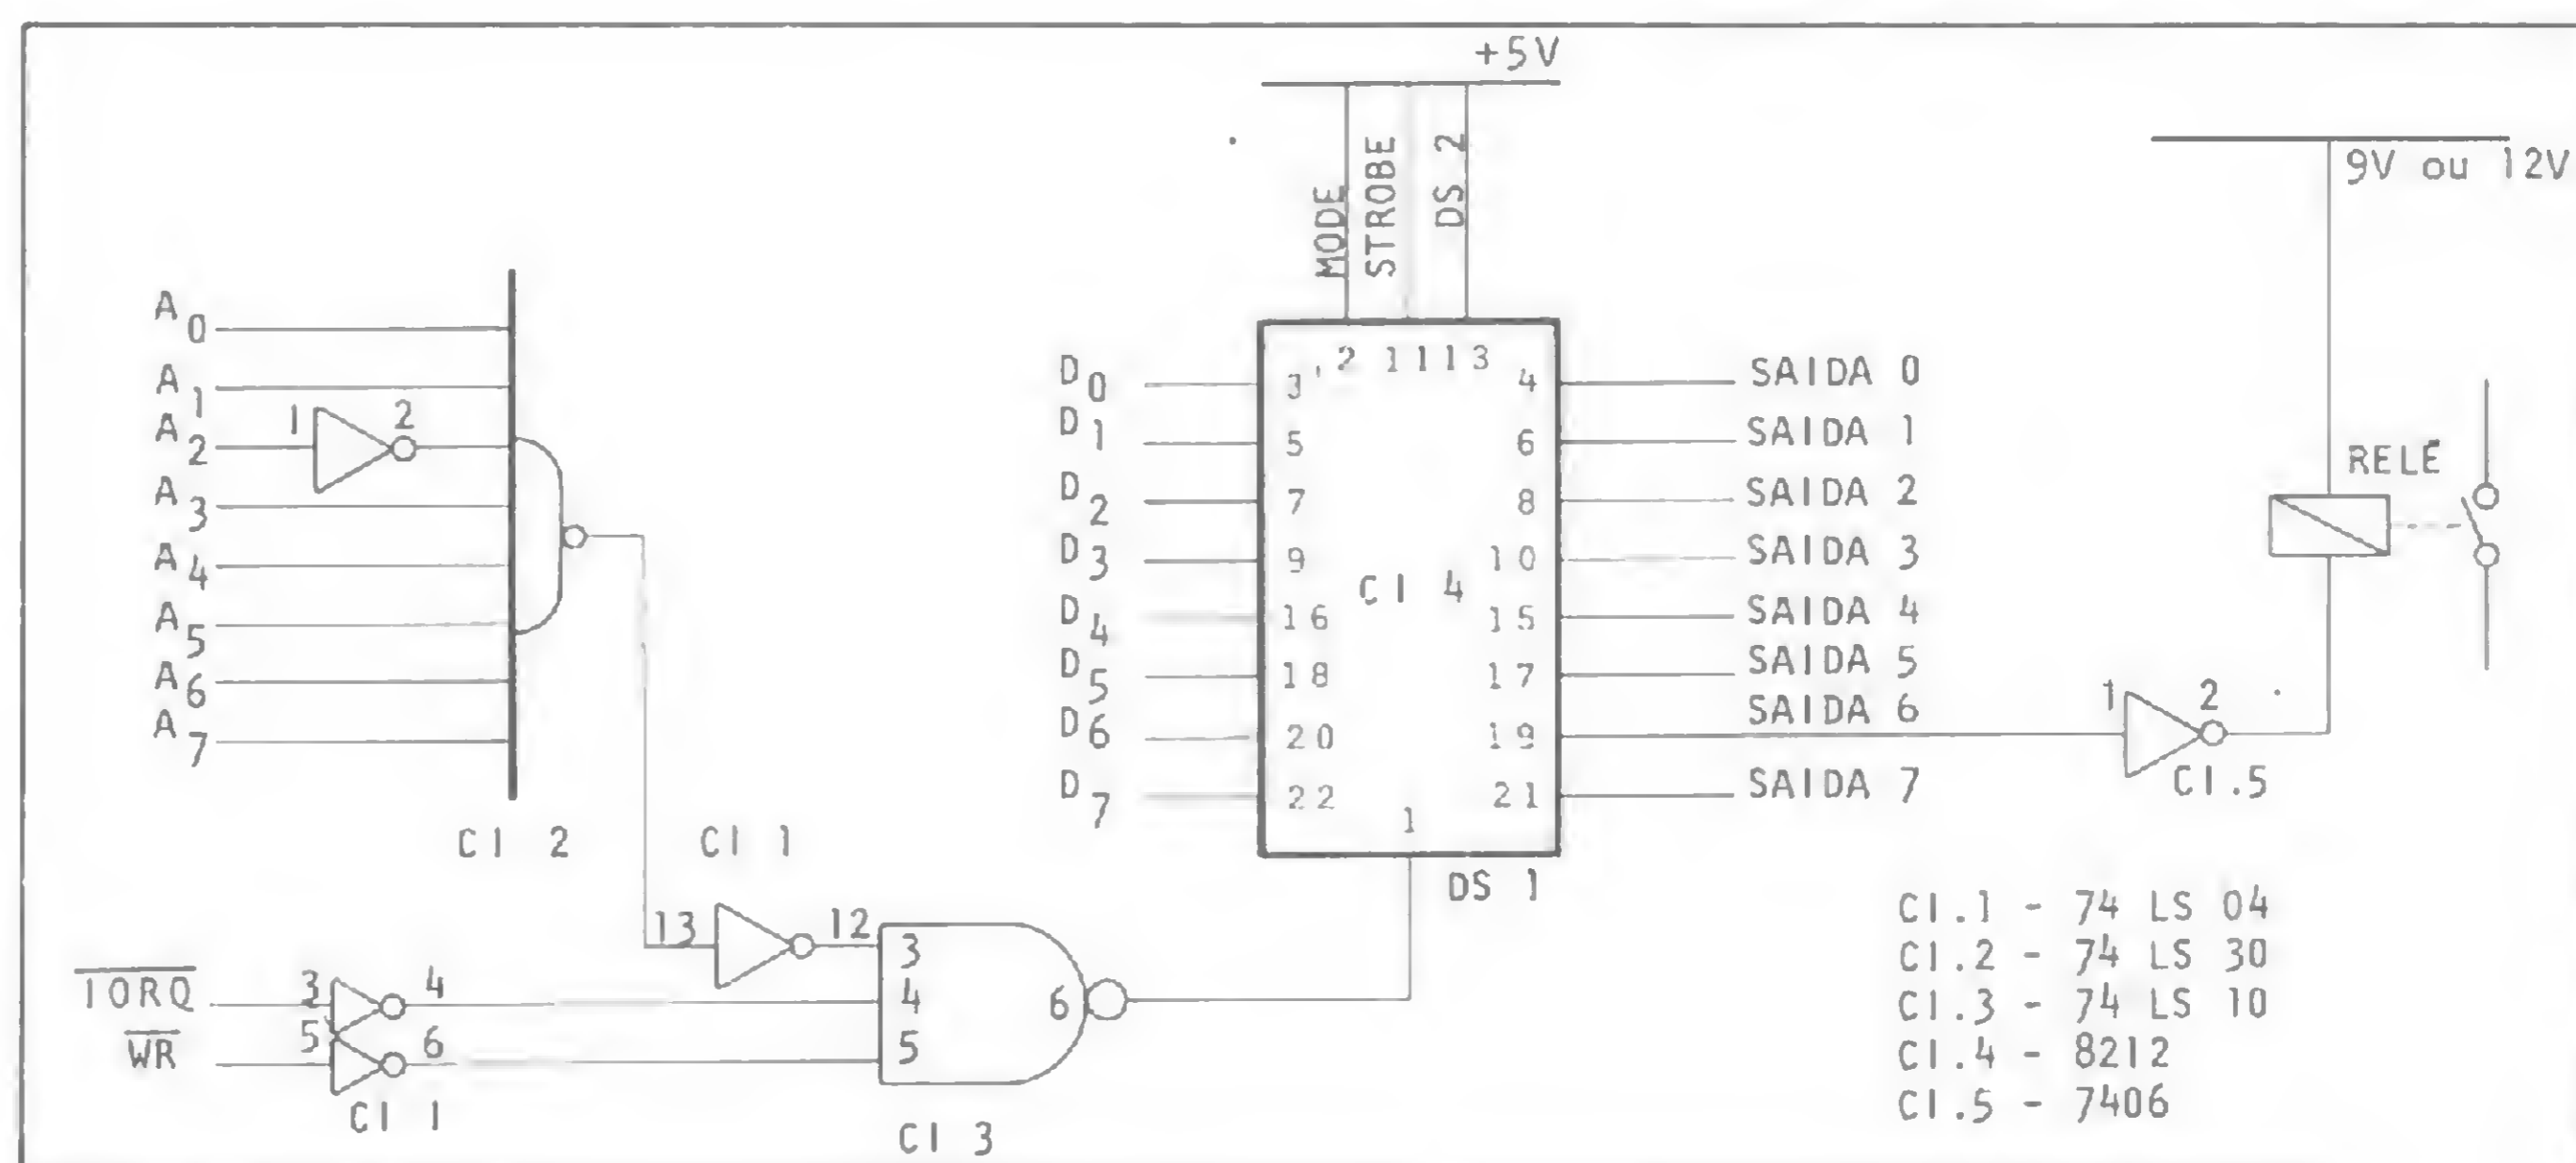 +5V
9V ou 12V
MODE
STROBE
DS 2
A0
A1
A2
A3
A4
A5
A6
A7
1
2
CI 2
CI 1
13
12
IORQ
WR
3
4
5
6
CI 1
3
4
5
6
CI 3
D0
D1
D2
D3
D4
D5
D6
D7
2 11 13
3
5
7
9
16
18
20
22
CI 4
4
6
8
10
15
17
19
21
1
DS 1
SAIDA 0
SAIDA 1
SAIDA 2
SAIDA 3
SAIDA 4
SAIDA 5
SAIDA 6
SAIDA 7
RELÉ
1
2
CI.5
CI.1 - 74 LS 04
CI.2 - 74 LS 30
CI.3 - 74 LS 10
CI.4 - 8212
CI.5 - 7406